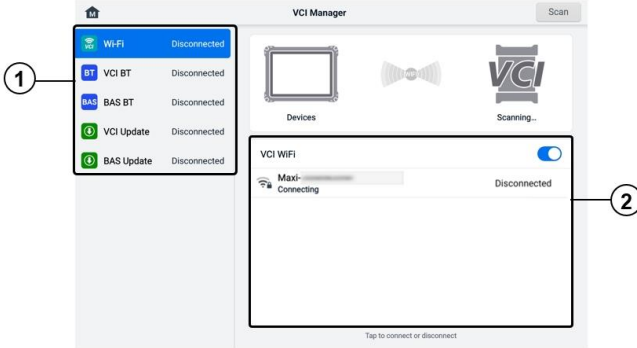 VCI Manager
Scan
1
VCI Wi-Fi Disconnected
BT VCI BT Disconnected
BAS BAS BT Disconnected
VCI Update Disconnected
BAS Update Disconnected
VCI
Devices
Scanning...
VCI WiFi
Maxi-
Connecting
Disconnected
2
Tap to connect or disconnect